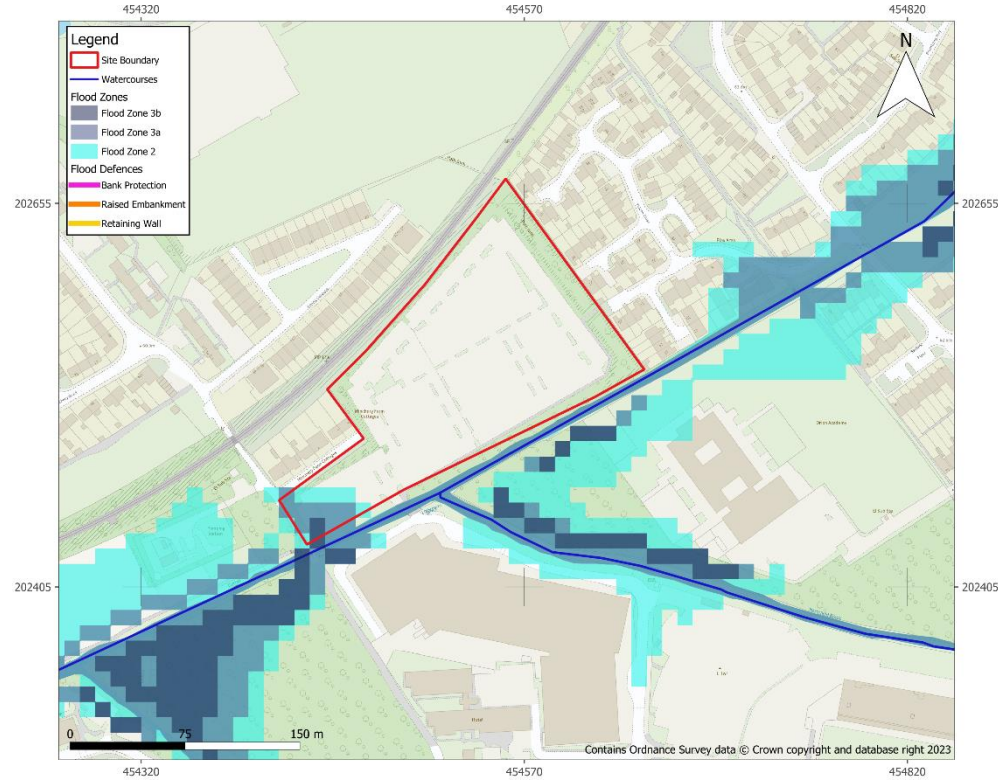 454320
454570
454820
Legend
Site Boundary
Watercourses
Flood Zones
Flood Zone 3b
Flood Zone 3a
Flood Zone 2
Flood Defences
Bank Protection
Raised Embankment
Retaining Wall
N
202655
202655
202405
202405
0
75
150 m
Contains Ordnance Survey data © Crown copyright and database right 2023
454320
454570
454820